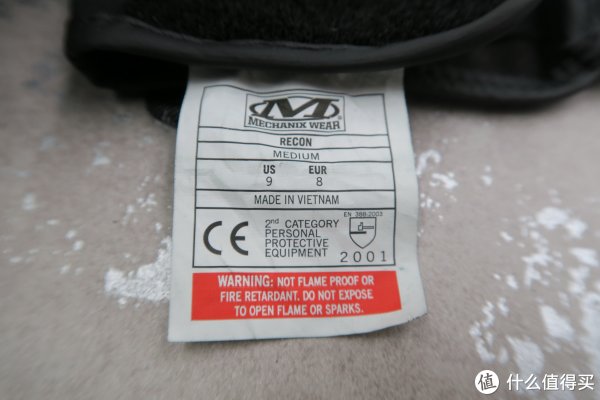 M
MECHANIX WEAR
RECON
MEDIUM
US EUR
9 8
MADE IN VIETNAM
CE
2nd CATEGORY
PERSONAL
PROTECTIVE
EQUIPMENT
EN 388:2003
2001
WARNING: NOT FLAME PROOF OR
FIRE RETARDANT. DO NOT EXPOSE
TO OPEN FLAME OR SPARKS.
值 什么值得买